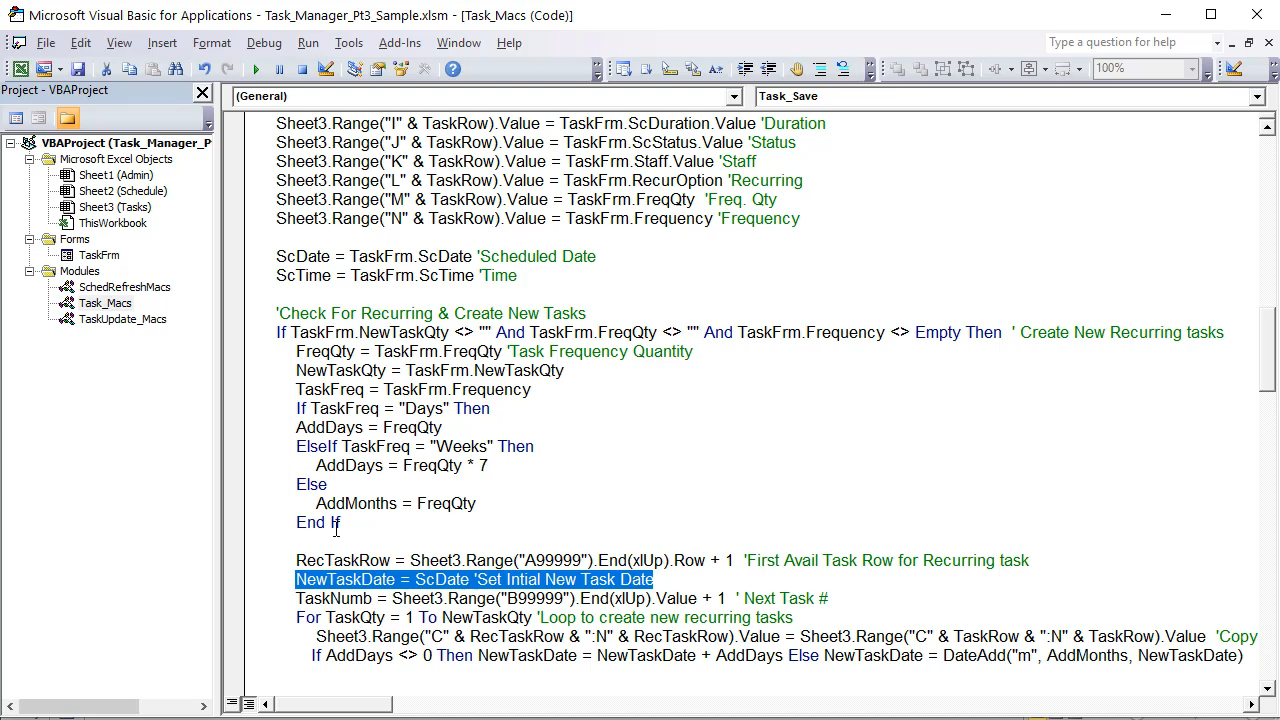 Microsoft Visual Basic for Applications - Task_Manager_Pt3_Sample.xlsm - [Task_Macs (Code)]
File Edit View Insert Format Debug Run Tools Add-Ins Window Help
Type a question for help
100%
Project - VBAProject
(General)
Task_Save
VBAProject (Task_Manager_P
Microsoft Excel Objects
Sheet1 (Admin)
Sheet2 (Schedule)
Sheet3 (Tasks)
ThisWorkbook
Forms
TaskFrm
Modules
SchedRefreshMacs
Task_Macs
TaskUpdate_Macs
Sheet3.Range("I" & TaskRow).Value = TaskFrm.ScDuration.Value 'Duration
Sheet3.Range("J" & TaskRow).Value = TaskFrm.ScStatus.Value 'Status
Sheet3.Range("K" & TaskRow).Value = TaskFrm.Staff.Value 'Staff
Sheet3.Range("L" & TaskRow).Value = TaskFrm.RecurOption 'Recurring
Sheet3.Range("M" & TaskRow).Value = TaskFrm.FreqQty  'Freq. Qty
Sheet3.Range("N" & TaskRow).Value = TaskFrm.Frequency 'Frequency
ScDate = TaskFrm.ScDate 'Scheduled Date
ScTime = TaskFrm.ScTime 'Time
'Check For Recurring & Create New Tasks
If TaskFrm.NewTaskQty <> "" And TaskFrm.FreqQty <> "" And TaskFrm.Frequency <> Empty Then  ' Create New Recurring tasks
FreqQty = TaskFrm.FreqQty 'Task Frequency Quantity
NewTaskQty = TaskFrm.NewTaskQty
TaskFreq = TaskFrm.Frequency
If TaskFreq = "Days" Then
AddDays = FreqQty
ElseIf TaskFreq = "Weeks" Then
AddDays = FreqQty * 7
Else
AddMonths = FreqQty
End If
RecTaskRow = Sheet3.Range("A99999").End(xlUp).Row + 1  'First Avail Task Row for Recurring task
NewTaskDate = ScDate 'Set Intial New Task Date
TaskNumb = Sheet3.Range("B99999").End(xlUp).Value + 1  ' Next Task #
For TaskQty = 1 To NewTaskQty 'Loop to create new recurring tasks
Sheet3.Range("C" & RecTaskRow & ":N" & RecTaskRow).Value = Sheet3.Range("C" & TaskRow & ":N" & TaskRow).Value  'Copy
If AddDays <> 0 Then NewTaskDate = NewTaskDate + AddDays Else NewTaskDate = DateAdd("m", AddMonths, NewTaskDate)